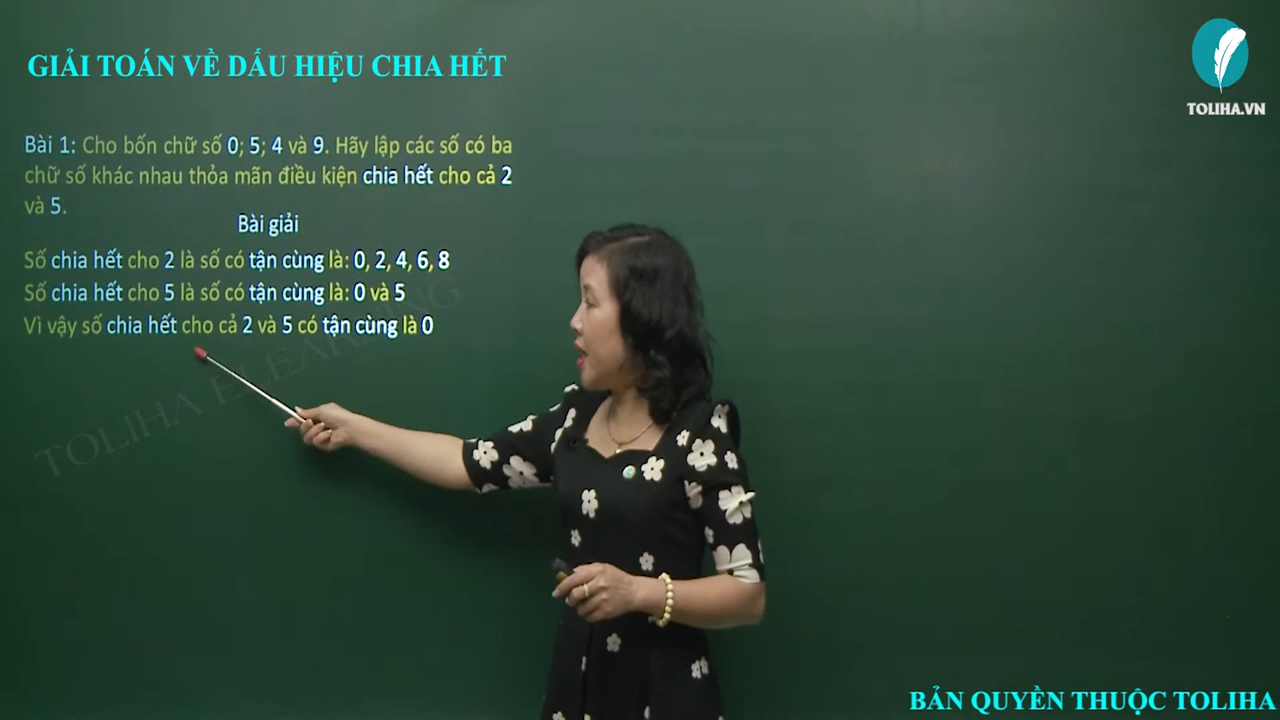 GIẢI TOÁN VỀ DẤU HIỆU CHIA HẾT
TOLIHA.VN
Bài 1: Cho bốn chữ số 0; 5; 4 và 9. Hãy lập các số có ba
chữ số khác nhau thỏa mãn điều kiện chia hết cho cả 2
và 5.
Bài giải
Số chia hết cho 2 là số có tận cùng là: 0, 2, 4, 6, 8
Số chia hết cho 5 là số có tận cùng là: 0 và 5
Vì vậy số chia hết cho cả 2 và 5 có tận cùng là 0
TOLIHA ELEARNING
BẢN QUYỀN THUỘC TOLIHA